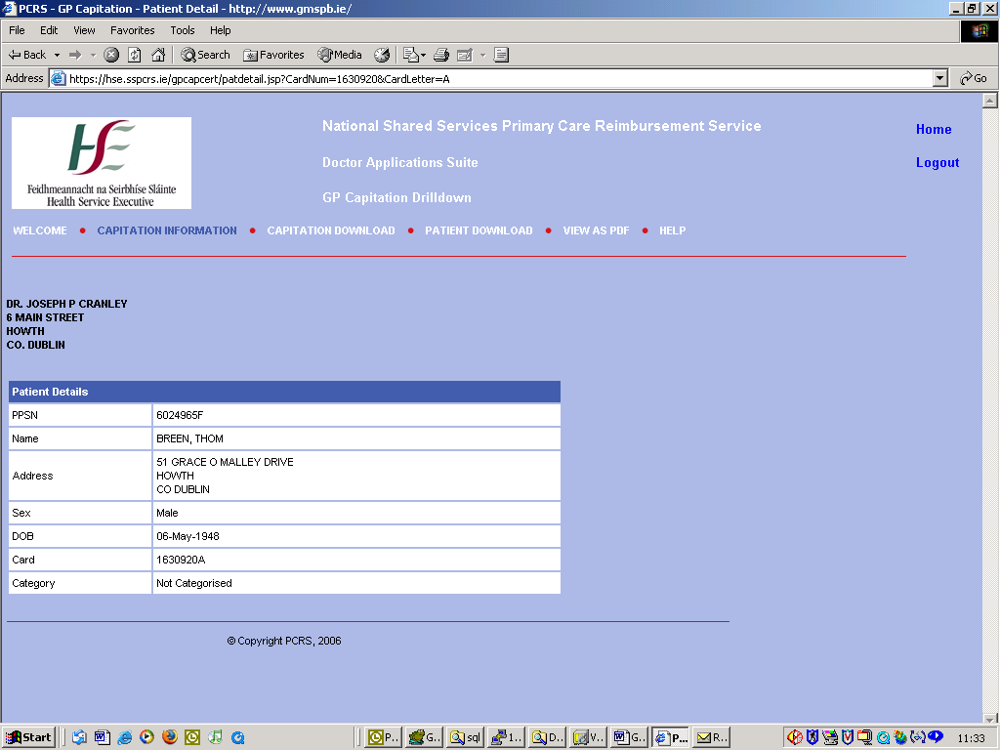 PCRS - GP Capitation - Patient Detail - http://www.gmspb.ie/
File Edit View Favorites Tools Help
Back Search Favorites Media
Address https://hse.sspcrs.ie/gpcapcert/patdetail.jsp?CardNum=1630920&CardLetter=A Go
National Shared Services Primary Care Reimbursement Service
Home
Doctor Applications Suite
Logout
GP Capitation Drilldown
HSE
Feidhmeannacht na Seirbhíse Sláinte
Health Service Executive
WELCOME • CAPITATION INFORMATION • CAPITATION DOWNLOAD • PATIENT DOWNLOAD • VIEW AS PDF • HELP
DR. JOSEPH P CRANLEY
6 MAIN STREET
HOWTH
CO. DUBLIN
Patient Details
PPSN 6024965F
Name BREEN, THOM
Address 51 GRACE O MALLEY DRIVE
HOWTH
CO DUBLIN
Sex Male
DOB 06-May-1948
Card 1630920A
Category Not Categorised
© Copyright PCRS, 2006
Start P.. G.. sql 1.. D.. V.. G.. P... R.. 11:33